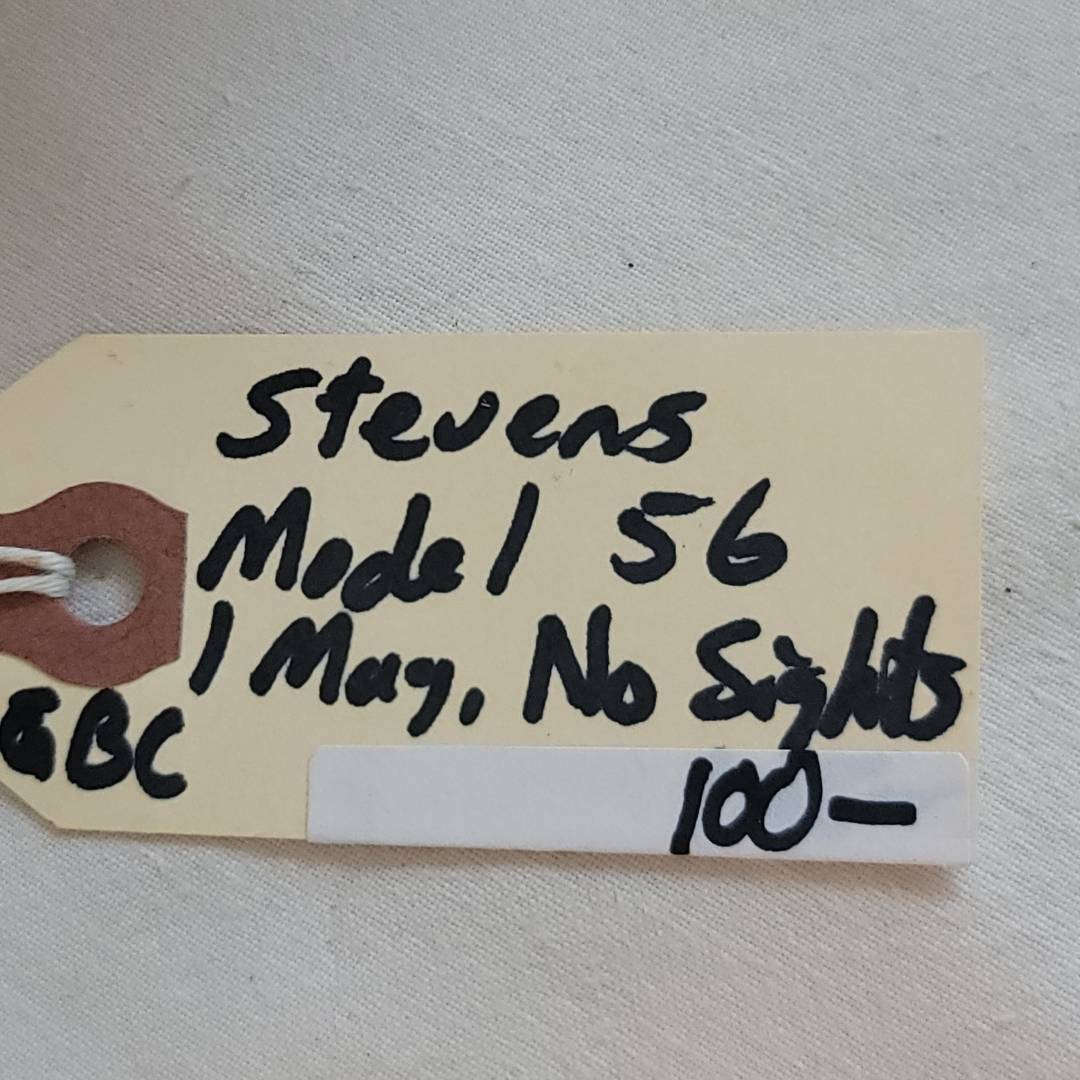 Stevens
Model 56
1 Mag, No Sights
GBC
100-